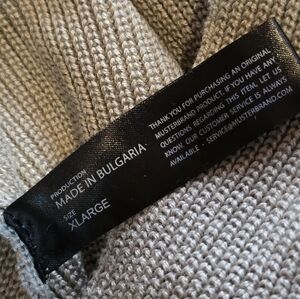 PRODUCTION
MADE IN BULGARIA
SIZE
XLARGE
THANK YOU FOR PURCHASING AN ORIGINAL
MUSTERBRAND PRODUCT. IF YOU HAVE ANY
QUESTIONS REGARDING THIS ITEM, LET US
KNOW. OUR CUSTOMER SERVICE IS ALWAYS
AVAILABLE - SERVICE@MUSTERBRAND.COM